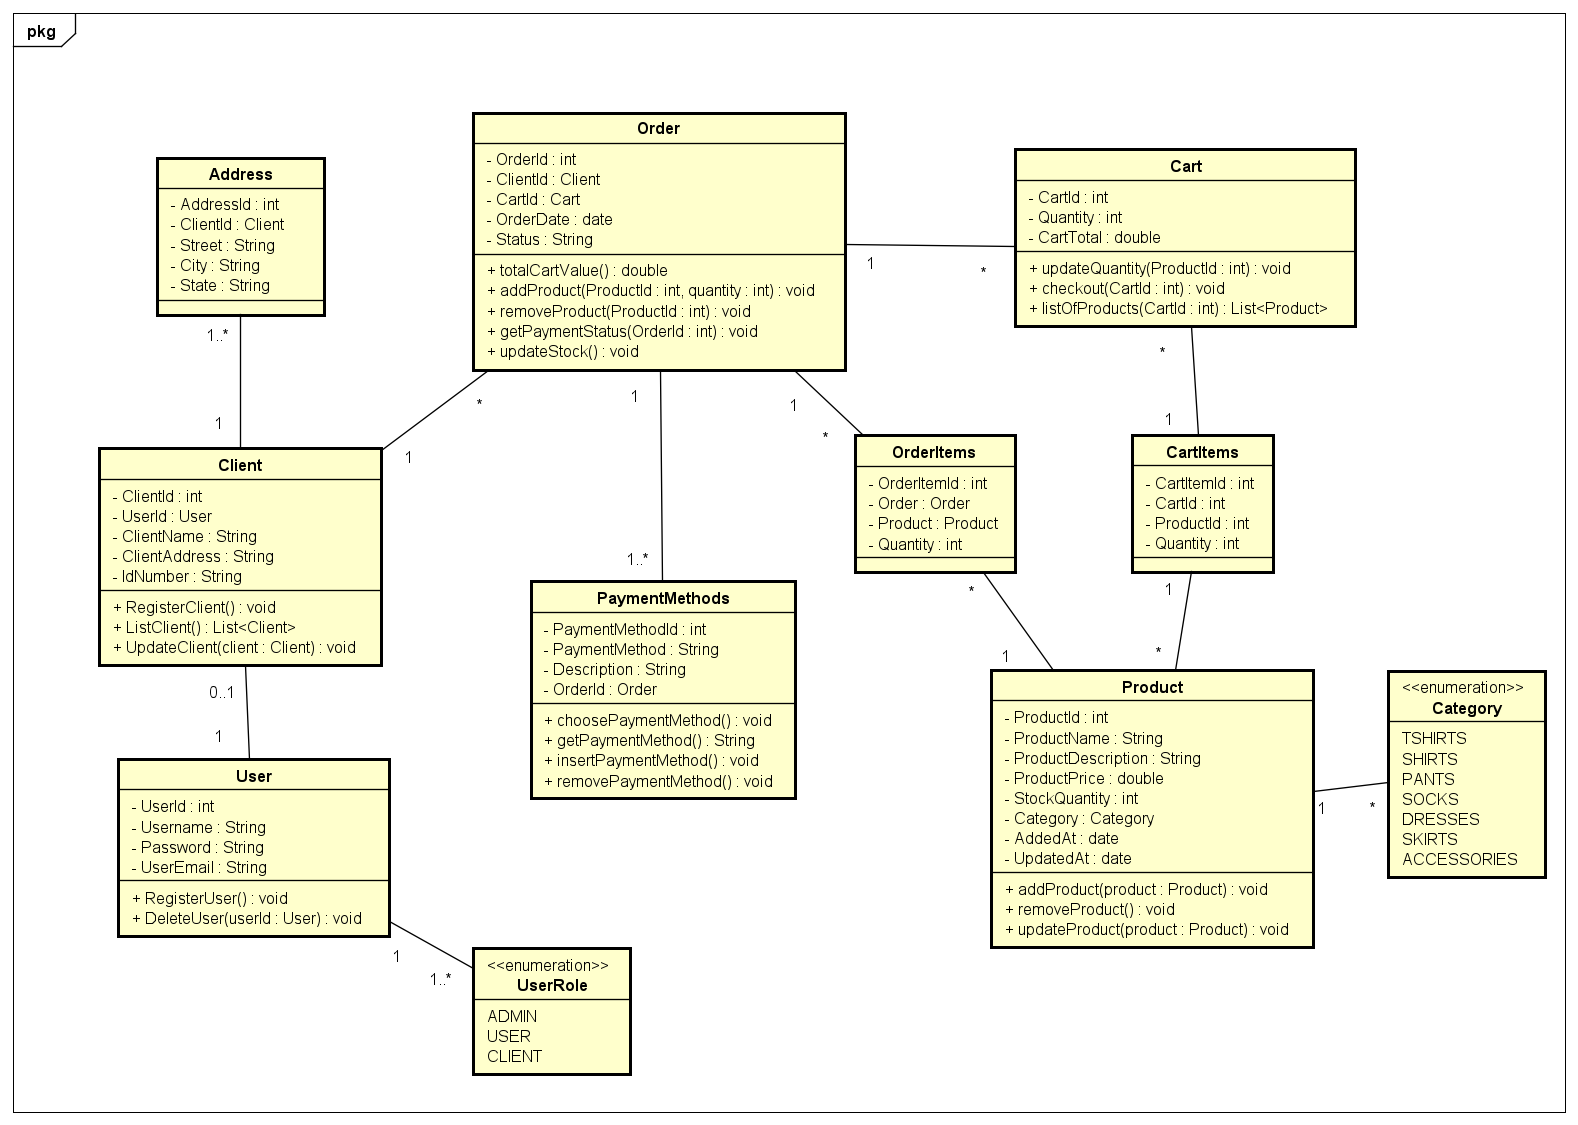 pkg
Address
- AddressId : int
- ClientId : Client
- Street : String
- City : String
- State : String
Order
- OrderId : int
- ClientId : Client
- CartId : Cart
- OrderDate : date
- Status : String
+ totalCartValue() : double
+ addProduct(ProductId : int, quantity : int) : void
+ removeProduct(ProductId : int) : void
+ getPaymentStatus(OrderId : int) : void
+ updateStock() : void
Cart
- CartId : int
- Quantity : int
- CartTotal : double
+ updateQuantity(ProductId : int) : void
+ checkout(CartId : int) : void
+ listOfProducts(CartId : int) : List<Product>
1
*
1..*
1
*
1
1
1..*
1
*
*
1
Client
- ClientId : int
- UserId : User
- ClientName : String
- ClientAddress : String
- IdNumber : String
+ RegisterClient() : void
+ ListClient() : List<Client>
+ UpdateClient(client : Client) : void
OrderItems
- OrderItemId : int
- Order : Order
- Product : Product
- Quantity : int
CartItems
- CartItemId : int
- CartId : int
- ProductId : int
- Quantity : int
PaymentMethods
- PaymentMethodId : int
- PaymentMethod : String
- Description : String
- OrderId : Order
+ choosePaymentMethod() : void
+ getPaymentMethod() : String
+ insertPaymentMethod() : void
+ removePaymentMethod() : void
*
1
1
*
0..1
1
User
- UserId : int
- Username : String
- Password : String
- UserEmail : String
+ RegisterUser() : void
+ DeleteUser(userId : User) : void
Product
- ProductId : int
- ProductName : String
- ProductDescription : String
- ProductPrice : double
- StockQuantity : int
- Category : Category
- AddedAt : date
- UpdatedAt : date
+ addProduct(product : Product) : void
+ removeProduct() : void
+ updateProduct(product : Product) : void
1
*
<<enumeration>>
Category
TSHIRTS
SHIRTS
PANTS
SOCKS
DRESSES
SKIRTS
ACCESSORIES
1
1..*
<<enumeration>>
UserRole
ADMIN
USER
CLIENT